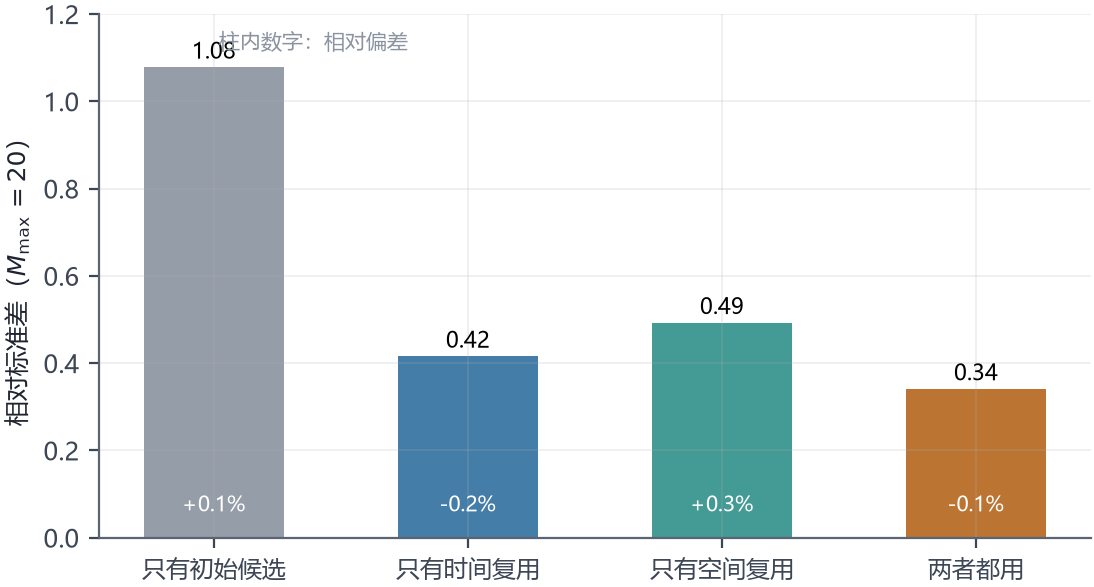 相对标准差 (M_max = 20)
1.2
1.0
0.8
0.6
0.4
0.2
0.0
柱内数字：相对偏差
1.08
0.42
0.49
0.34
+0.1%
-0.2%
+0.3%
-0.1%
只有初始候选
只有时间复用
只有空间复用
两者都用